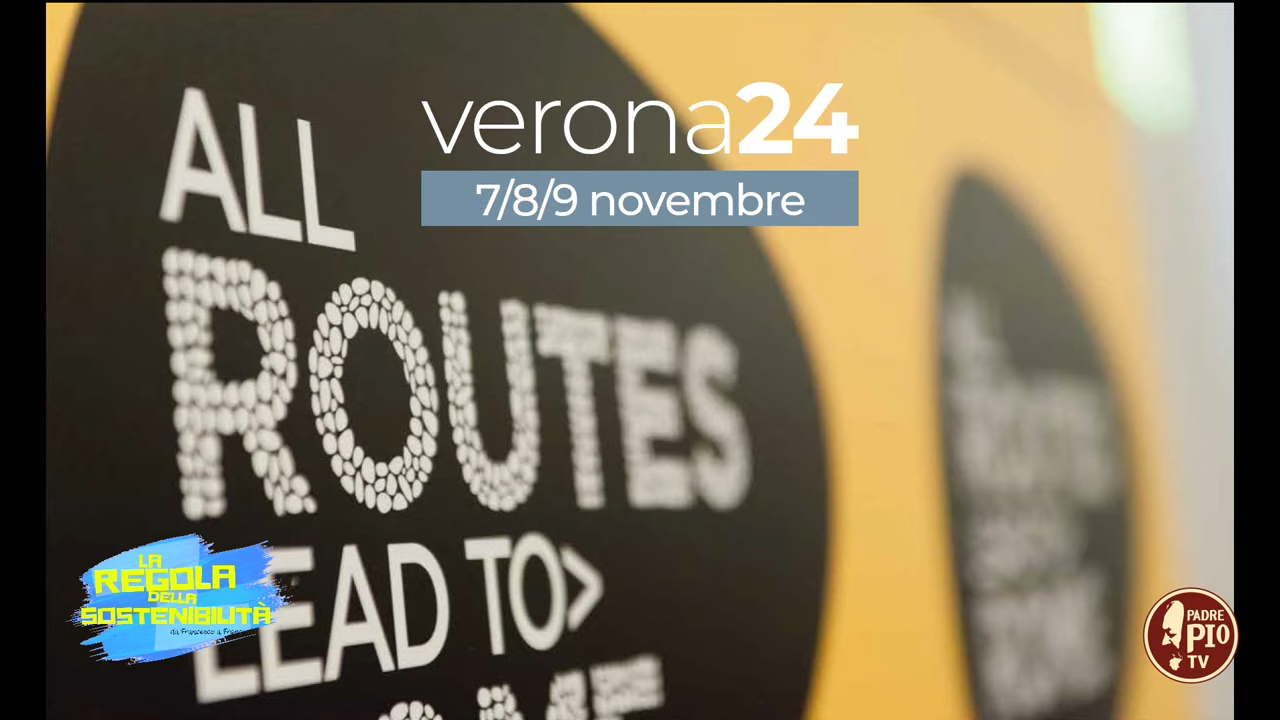 verona24
7/8/9 novembre
ALL
ROUTES
LEAD TO>
LA
REGOLA
DELLA
SOSTENIBILITÀ
PADRE
PIO
TV